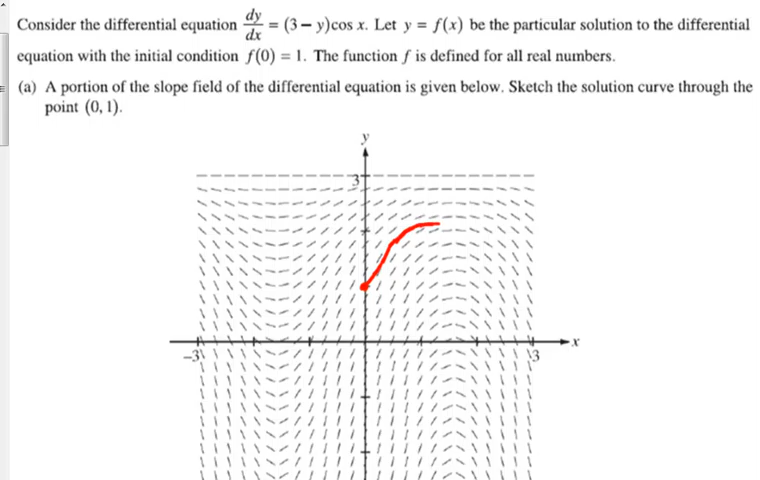 Consider the differential equation dy/dx = (3 − y)cos x. Let y = f(x) be the particular solution to the differential
equation with the initial condition f(0) = 1. The function f is defined for all real numbers.
(a) A portion of the slope field of the differential equation is given below. Sketch the solution curve through the
point (0, 1).
y
3
x
−3
3